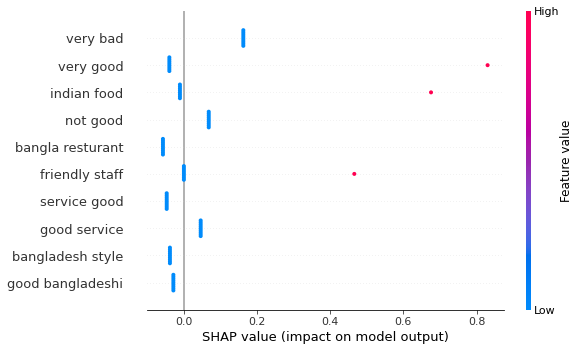 High
very bad
very good
indian food
not good
bangla resturant
friendly staff
service good
good service
bangladesh style
good bangladeshi
Feature value
Low
0.0 0.2 0.4 0.6 0.8
SHAP value (impact on model output)